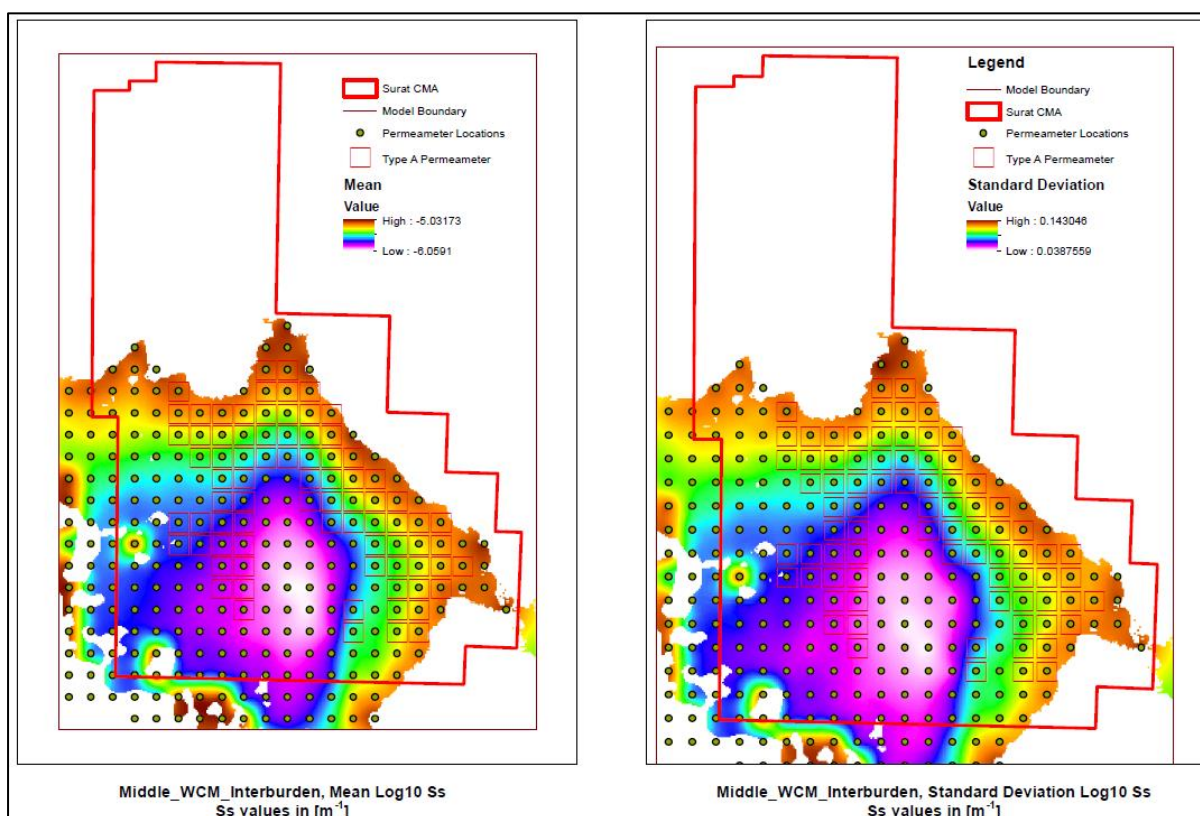 Surat CMA
Model Boundary
Permeameter Locations
Type A Permeameter
Mean
Value
High : -5.03173
Low : -6.0591
Middle_WCM_Interburden, Mean Log10 Ss
Ss values in [m⁻¹]
Legend
Model Boundary
Surat CMA
Permeameter Locations
Type A Permeameter
Standard Deviation
Value
High : 0.143046
Low : 0.0387559
Middle_WCM_Interburden, Standard Deviation Log10 Ss
Ss values in [m⁻¹]